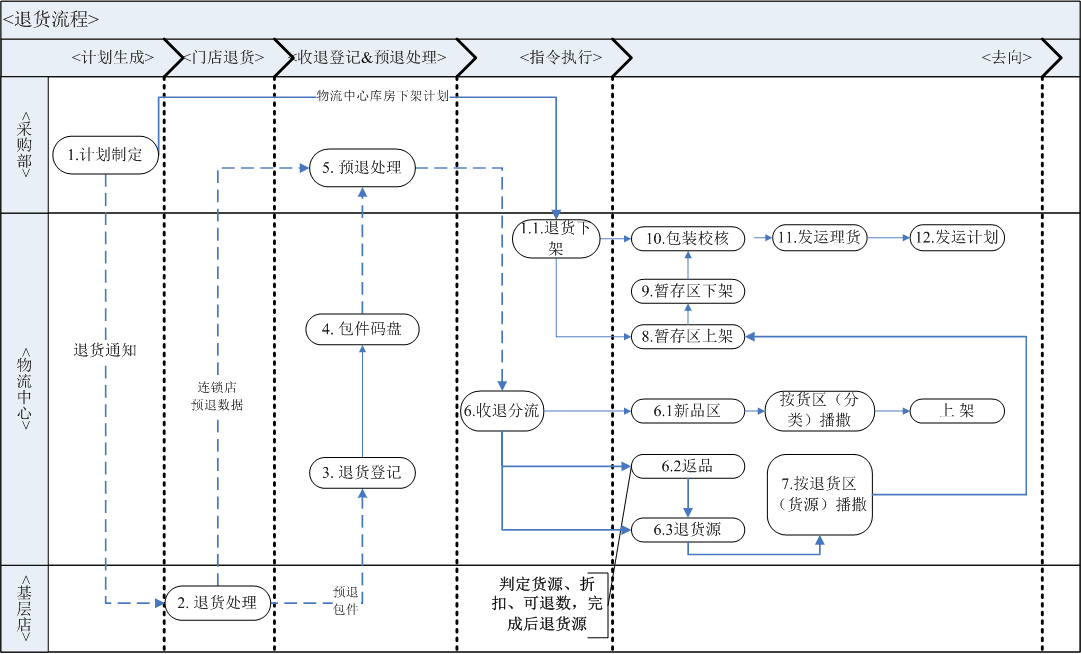 <退货流程>
<计划生成>
<门店退货>
<收退登记&预退处理>
<指令执行>
<去向>
<采购部>
物流中心库房下架计划
1.计划制定
5. 预退处理
<物流中心>
1.1.退货下
架
10.包装校核
11.发运理货
12.发运计划
9.暂存区下架
4. 包件码盘
8.暂存区上架
退货通知
连锁店
预退数据
6.收退分流
6.1新品区
按货区（分
类）播撒
上 架
3. 退货登记
6.2返品
7.按退货区
（货源）播撒
6.3退货源
<基层店>
2. 退货处理
预退
包件
判定货源、折
扣、可退数，完
成后退货源